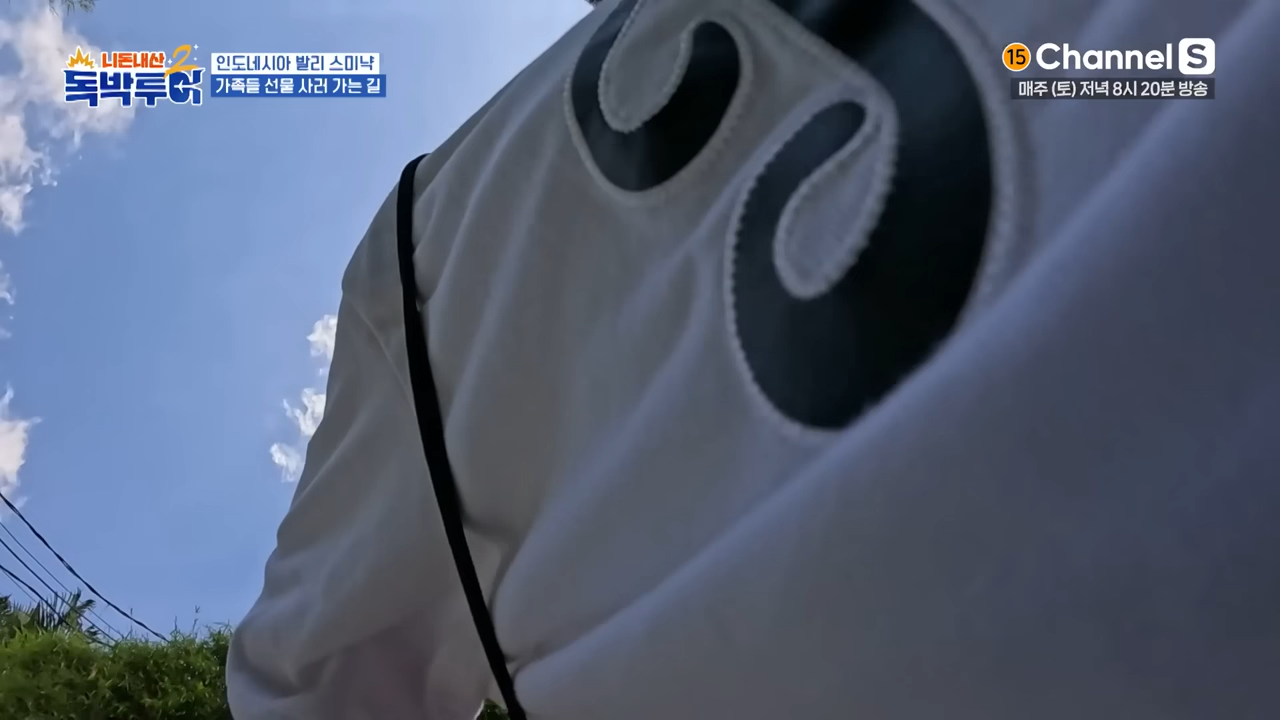 니돈내산
독박투어2
인도네시아 발리 스미냑
가족들 선물 사러 가는 길
15 Channel S
매주 (토) 저녁 8시 20분 방송